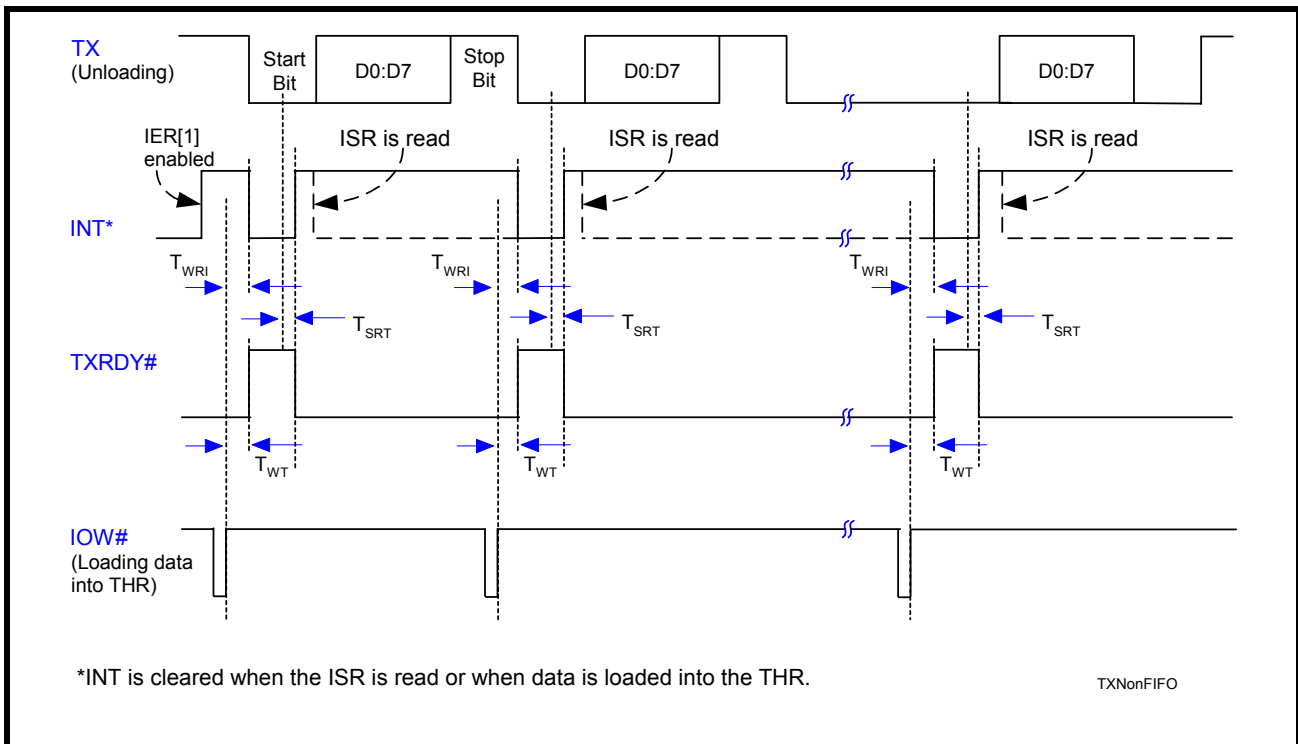 TX
(Unloading)
Start
Bit
D0:D7
Stop
Bit
D0:D7
D0:D7
IER[1]
enabled
ISR is read
ISR is read
ISR is read
INT*
TWRI
TWRI
TWRI
TSRT
TSRT
TSRT
TXRDY#
TWT
TWT
TWT
IOW#
(Loading data
into THR)
*INT is cleared when the ISR is read or when data is loaded into the THR.
TXNonFIFO